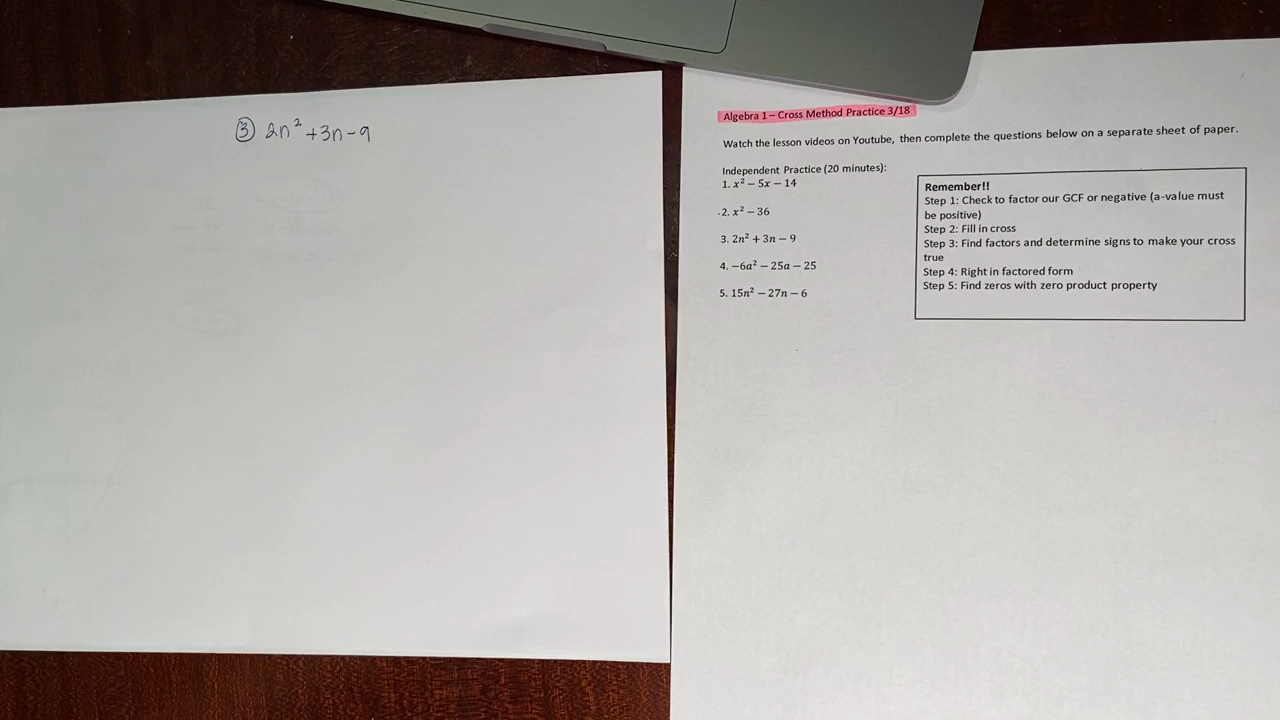 ③ 2n² + 3n - 9
Algebra 1 – Cross Method Practice 3/18
Watch the lesson videos on Youtube, then complete the questions below on a separate sheet of paper.
Independent Practice (20 minutes):
1. x² − 5x − 14
2. x² − 36
3. 2n² + 3n − 9
4. −6a² − 25a − 25
5. 15n² − 27n − 6
Remember!!
Step 1: Check to factor our GCF or negative (a-value must
be positive)
Step 2: Fill in cross
Step 3: Find factors and determine signs to make your cross
true
Step 4: Right in factored form
Step 5: Find zeros with zero product property